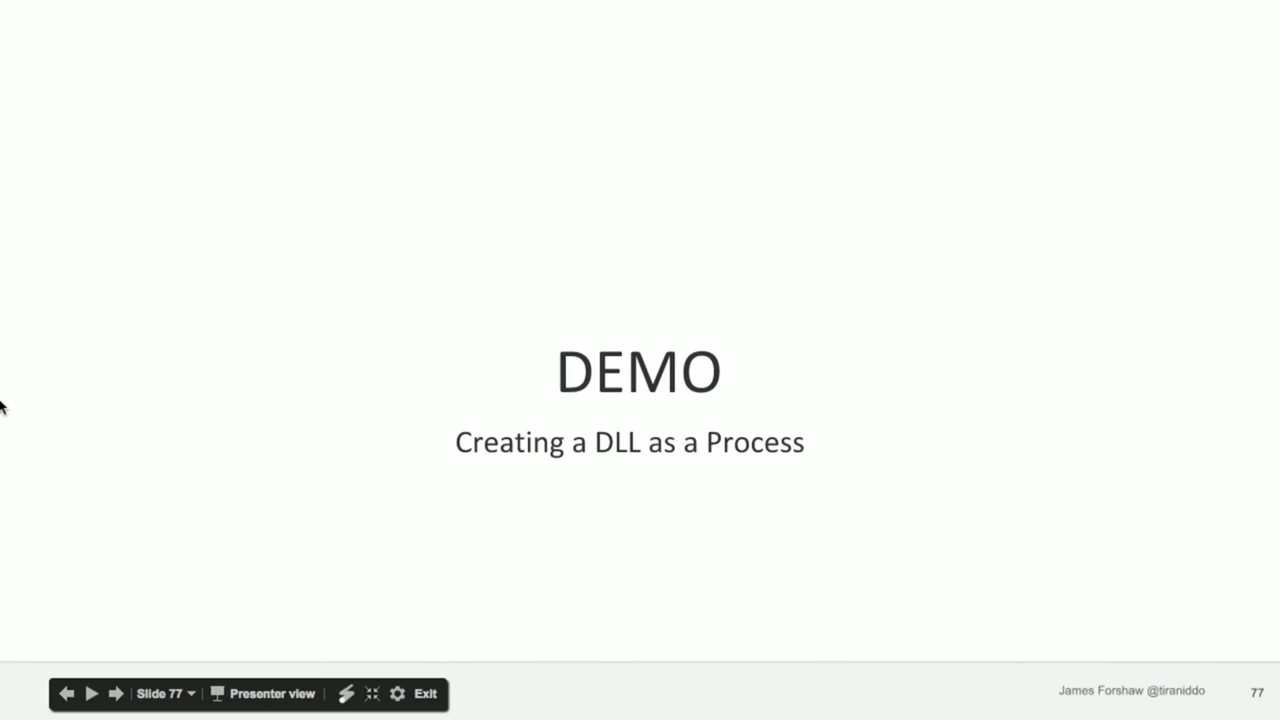 DEMO
Creating a DLL as a Process
Slide 77
Presenter view
Exit
James Forshaw @tiraniddo
77